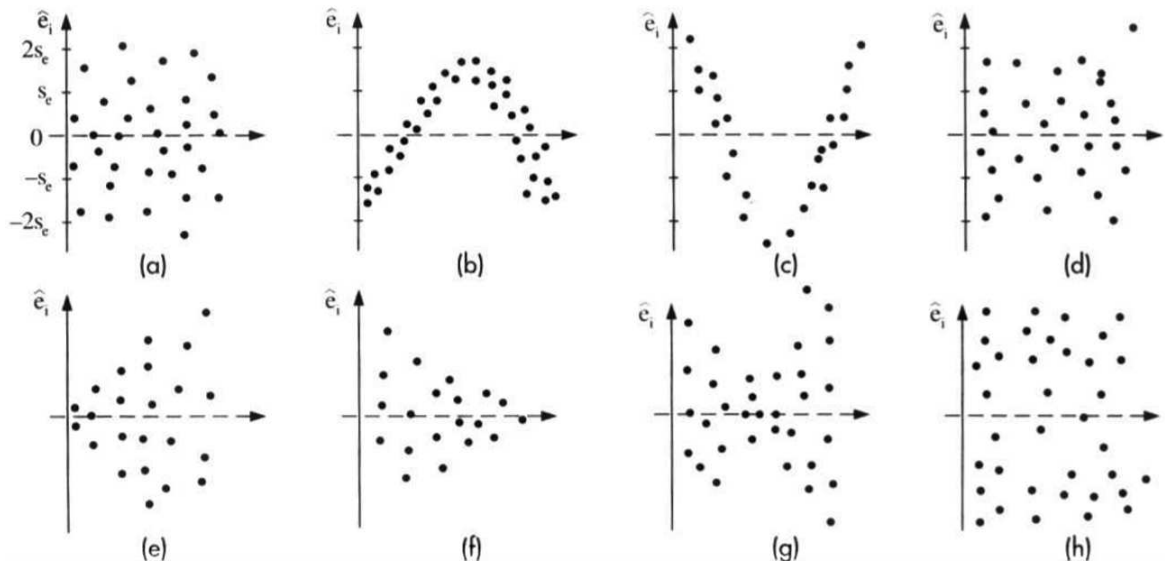 ê_i ê_i ê_i ê_i
2s_e
s_e
0
−s_e
−2s_e
(a) (b) (c) (d)
ê_i ê_i ê_i ê_i
(e) (f) (g) (h)